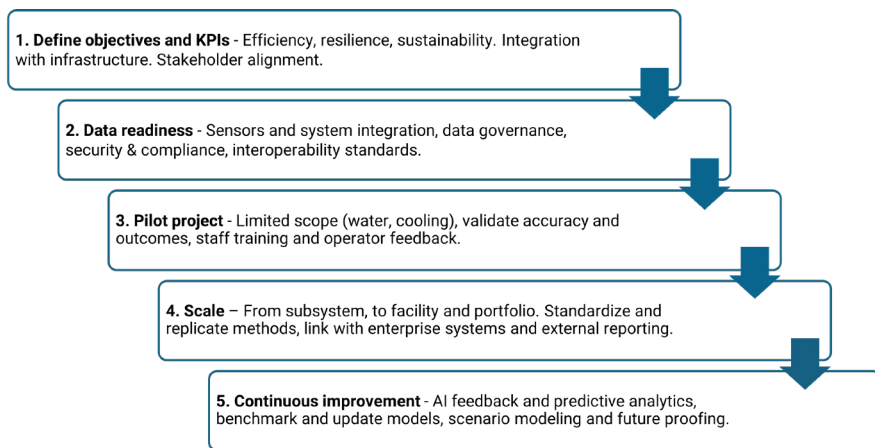 1. Define objectives and KPIs - Efficiency, resilience, sustainability. Integration
with infrastructure. Stakeholder alignment.
2. Data readiness - Sensors and system integration, data governance,
security & compliance, interoperability standards.
3. Pilot project - Limited scope (water, cooling), validate accuracy and
outcomes, staff training and operator feedback.
4. Scale – From subsystem, to facility and portfolio. Standardize and
replicate methods, link with enterprise systems and external reporting.
5. Continuous improvement - AI feedback and predictive analytics,
benchmark and update models, scenario modeling and future proofing.